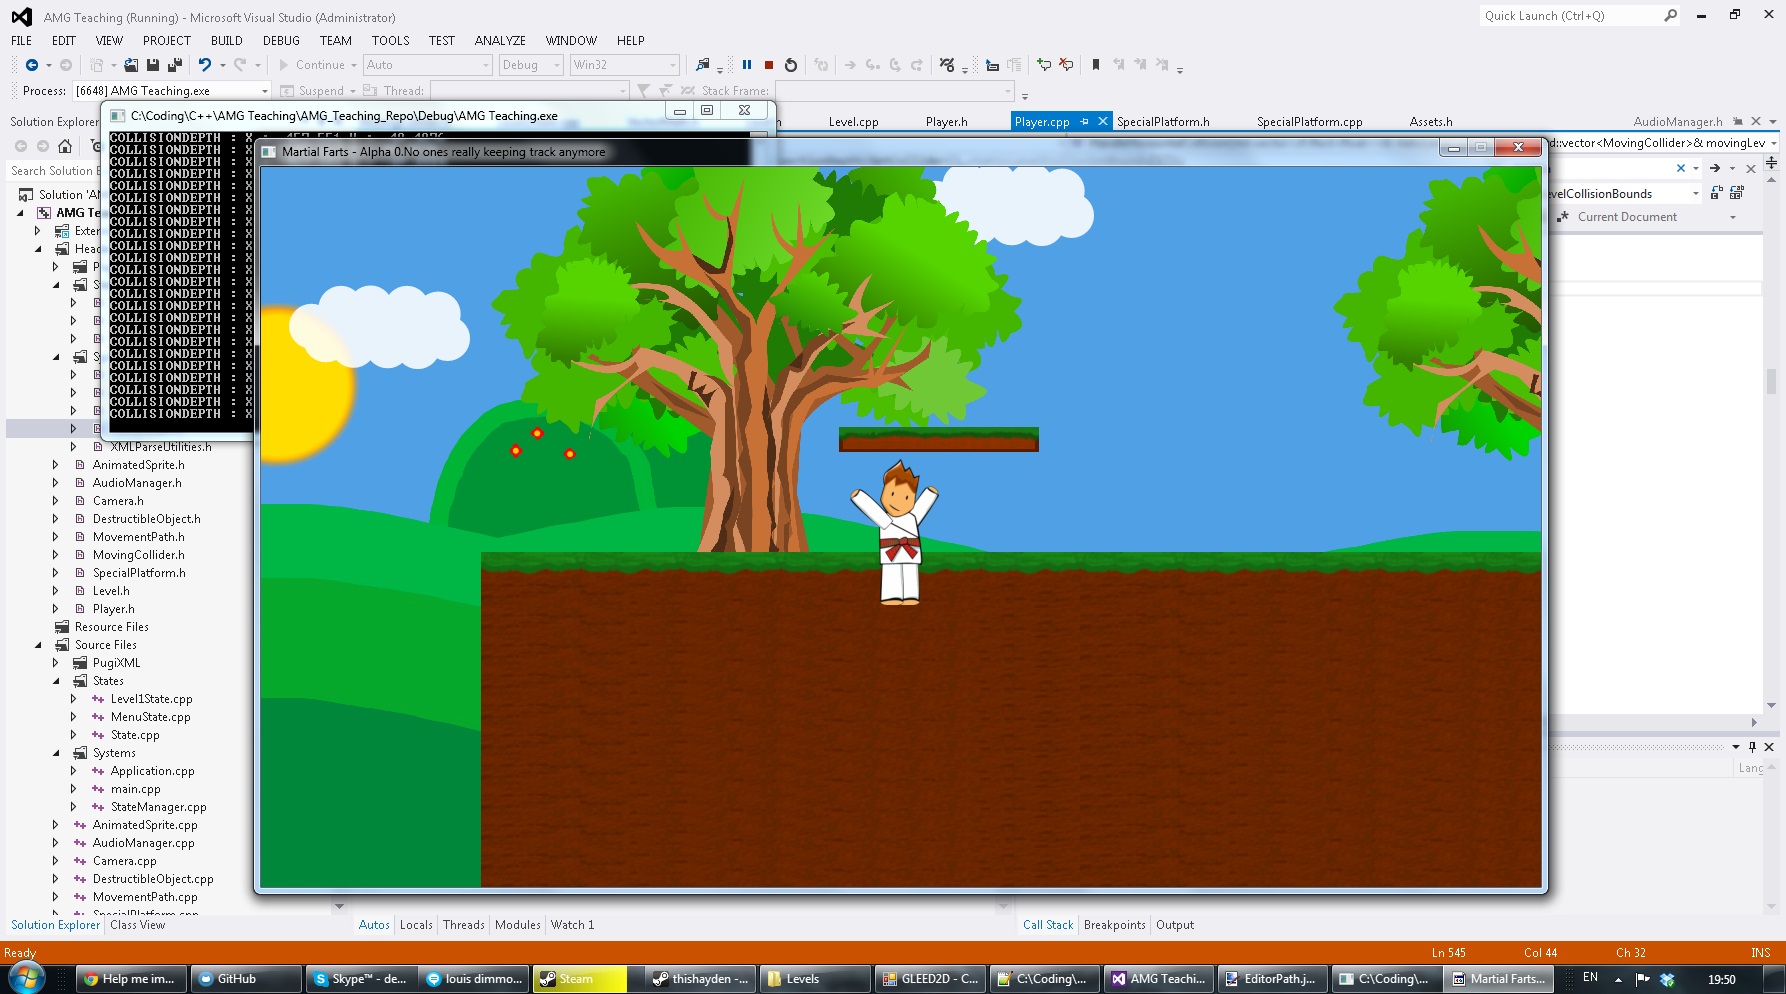 AMG Teaching (Running) - Microsoft Visual Studio (Administrator)
Quick Launch (Ctrl+Q)
FILE EDIT VIEW PROJECT BUILD DEBUG TEAM TOOLS TEST ANALYZE WINDOW HELP
Continue Auto Debug Win32
Process: [6648] AMG Teaching.exe Suspend Thread: Stack Frame:
C:\Coding\C++\AMG Teaching\AMG_Teaching_Repo\Debug\AMG Teaching.exe
Solution Explorer Level.cpp Player.h Player.cpp SpecialPlatform.h SpecialPlatform.cpp Assets.h AudioManager.h
COLLISIONDEPTH : X
Martial Farts - Alpha 0.No ones really keeping track anymore
d::vector<MovingCollider>& movingLev
COLLISIONDEPTH : X
COLLISIONDEPTH : X
COLLISIONDEPTH : X
Search Solution E
COLLISIONDEPTH : X
COLLISIONDEPTH : X
Solution 'AM
evelCollisionBounds
COLLISIONDEPTH : X
COLLISIONDEPTH : X
AMG Te
Current Document
COLLISIONDEPTH : X
Exter
COLLISIONDEPTH : X
COLLISIONDEPTH : X
Heac
COLLISIONDEPTH : X
COLLISIONDEPTH : X
COLLISIONDEPTH : X
COLLISIONDEPTH : X
COLLISIONDEPTH : X
COLLISIONDEPTH : X
COLLISIONDEPTH : X
COLLISIONDEPTH : X
COLLISIONDEPTH : X
COLLISIONDEPTH : X
COLLISIONDEPTH : X
COLLISIONDEPTH : X
COLLISIONDEPTH : X
COLLISIONDEPTH : X
XMLParseUtilities.h
AnimatedSprite.h
AudioManager.h
Camera.h
DestructibleObject.h
MovementPath.h
MovingCollider.h
SpecialPlatform.h
Level.h
Player.h
Resource Files
Source Files
PugiXML
States
Level1State.cpp
MenuState.cpp
State.cpp
Systems
Application.cpp
Lang
main.cpp
StateManager.cpp
AnimatedSprite.cpp
AudioManager.cpp
Camera.cpp
DestructibleObject.cpp
MovementPath.cpp
SpecialPlatform.cpp
Solution Explorer Class View Autos Locals Threads Modules Watch 1 Call Stack Breakpoints Output
Ready Ln 545 Col 44 Ch 32 INS
Help me im... GitHub Skype™ - de... louis dimmo... Steam thishayden -... Levels GLEED2D - C... C:\Coding\... AMG Teachi... EditorPath.j... C:\Coding\... Martial Farts... EN 19:50